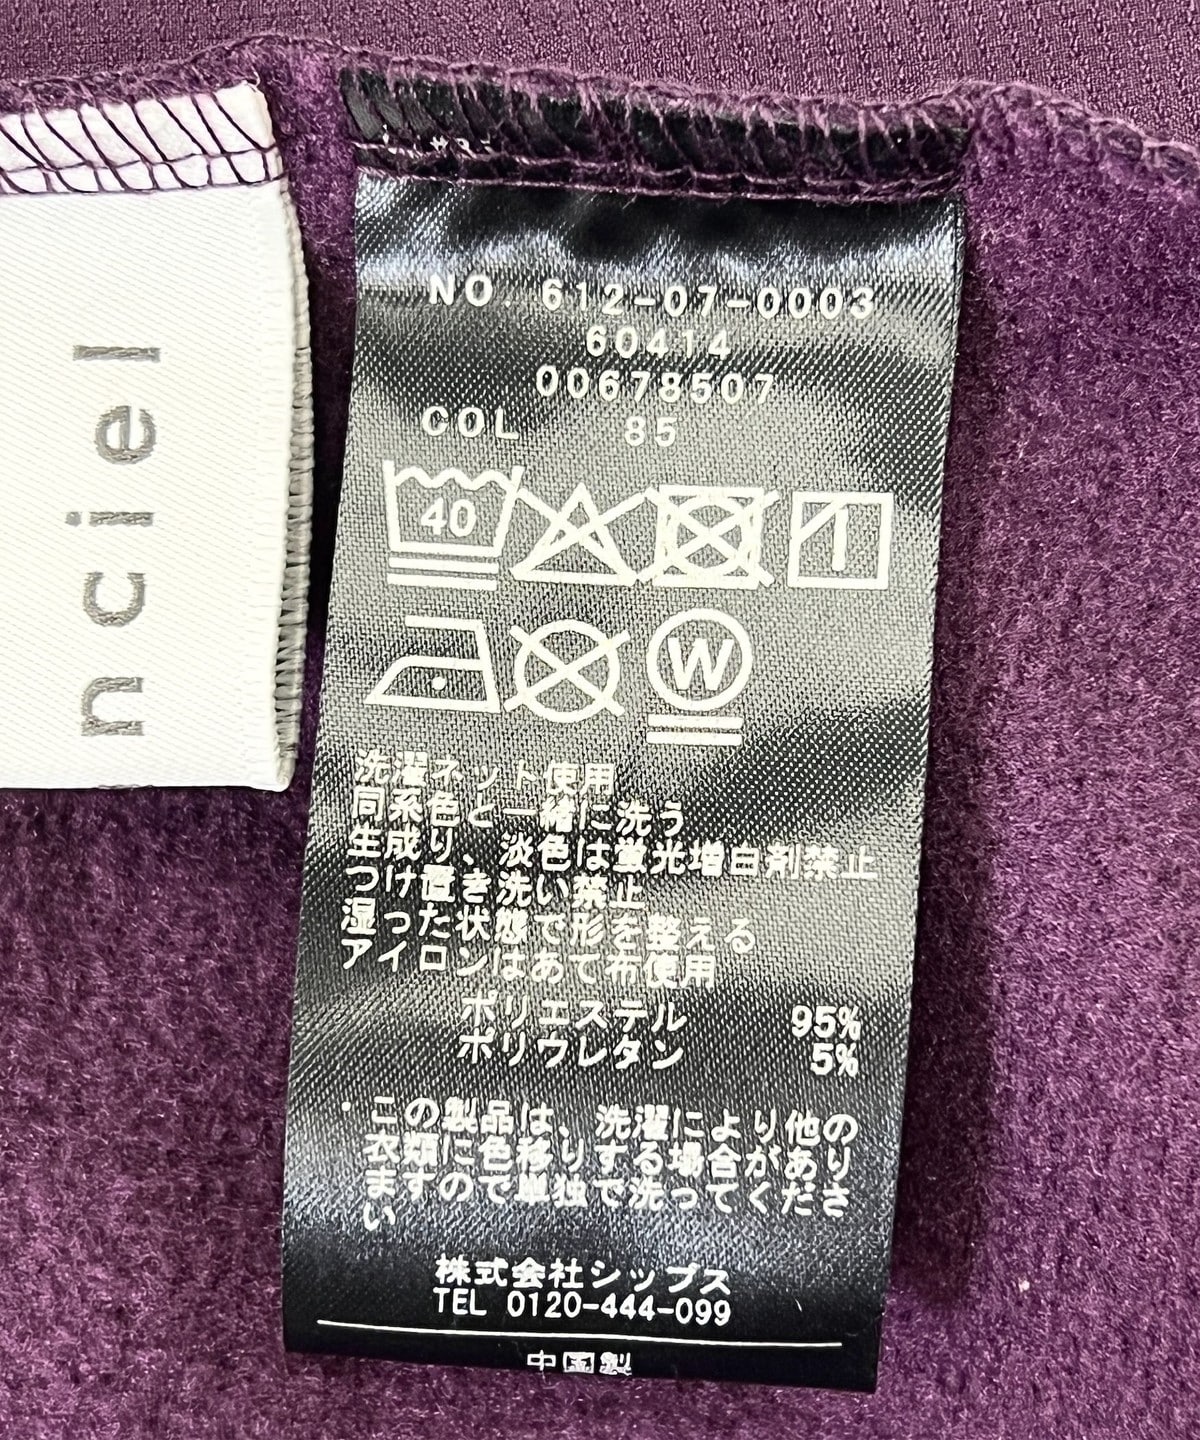 nciel
NO. 612-07-0003
60414
00678507
COL 85
40
W
洗濯ネット使用
同系色と一緒に洗う
生成り、淡色は蛍光増白剤禁止
つけ置き洗い禁止
湿った状態で形を整える
アイロンはあて布使用
ポリエステル 95%
ポリウレタン 5%
・この製品は、洗濯により他の
衣類に色移りする場合があり
ますので単独で洗ってくださ
い
株式会社シップス
TEL 0120-444-099
中国製